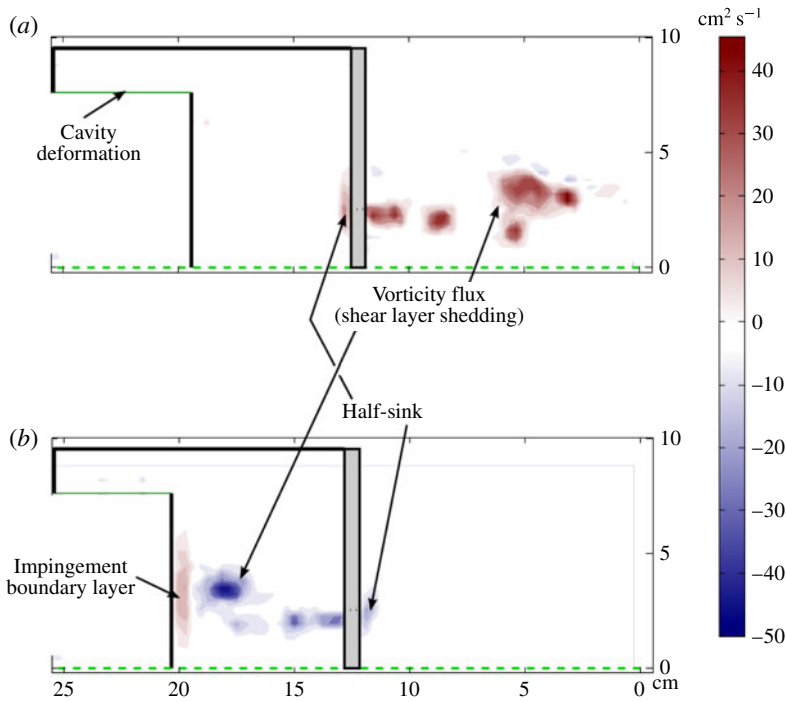 (a)
cm² s⁻¹
10
5
0
Cavity
deformation
Vorticity flux
(shear layer shedding)
Half-sink
40
30
20
10
0
−10
−20
−30
−40
−50
(b)
10
5
0
Impingement
boundary layer
25
20
15
10
5
0
cm